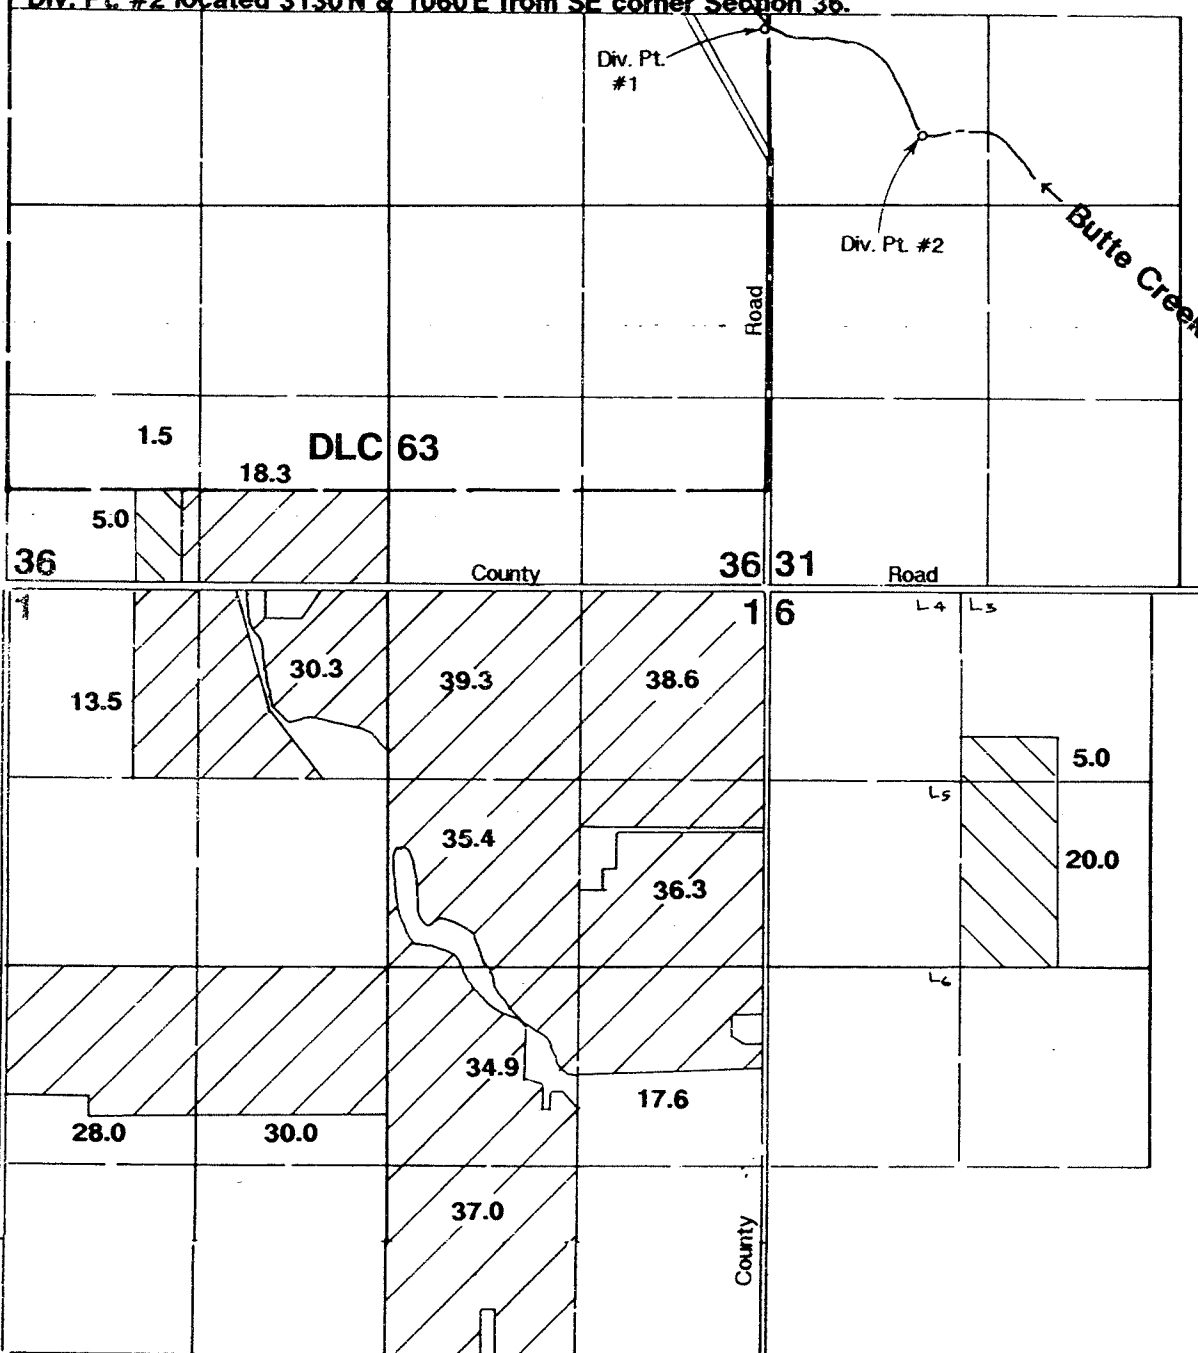 Div. Pt. #2 located 3130'N & 1060'E from SE corner Section 36.
Div. Pt.
#1
Div. Pt. #2
Butte Creek
Road
1.5
DLC 63
18.3
5.0
36
County
36 31
Road
1 6
L4 L3
30.3
39.3
38.6
13.5
5.0
L5
35.4
20.0
36.3
L6
34.9
17.6
28.0
30.0
37.0
County